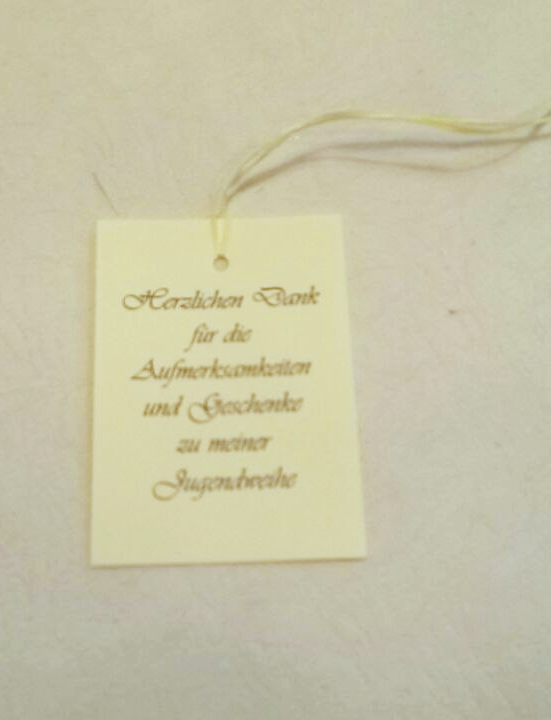 Herzlichen Dank
für die
Aufmerksamkeiten
und Geschenke
zu meiner
Jugendweihe